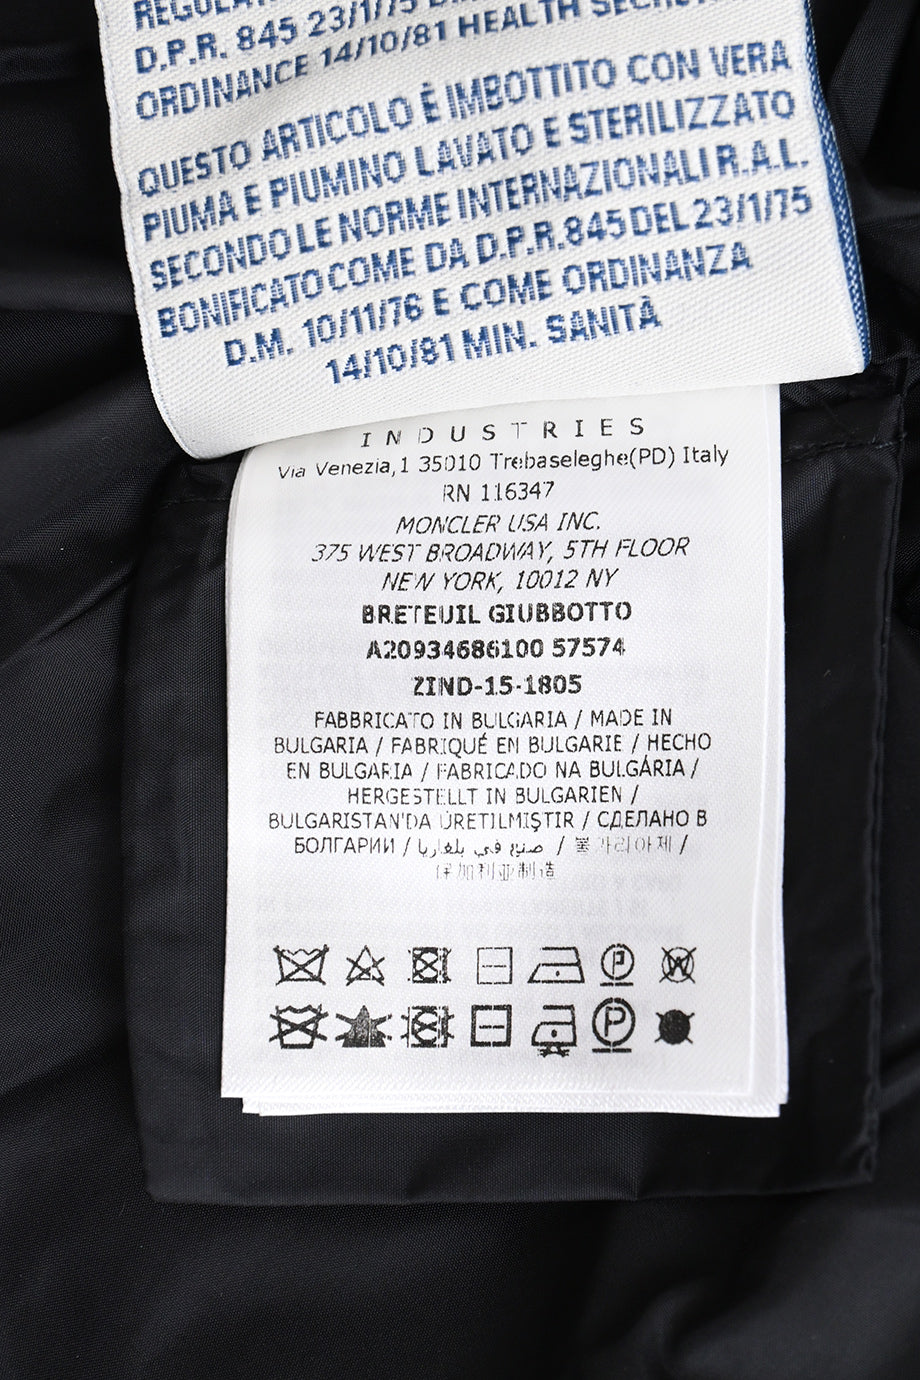 REGULAT
D.P.R. 845 23/1/75 D.M.
ORDINANCE 14/10/81 HEALTH SECRET
QUESTO ARTICOLO È IMBOTTITO CON VERA
PIUMA E PIUMINO LAVATO E STERILIZZATO
SECONDO LE NORME INTERNAZIONALI R.A.L.
BONIFICATO COME DA D.P.R. 845 DEL 23/1/75
D.M. 10/11/76 E COME ORDINANZA
14/10/81 MIN. SANITÀ
INDUSTRIES
Via Venezia,1 35010 Trebaseleghe(PD) Italy
RN 116347
MONCLER USA INC.
375 WEST BROADWAY, 5TH FLOOR
NEW YORK, 10012 NY
BRETEUIL GIUBBOTTO
A20934686100 57574
ZIND-15-1805
FABBRICATO IN BULGARIA / MADE IN
BULGARIA / FABRIQUÉ EN BULGARIE / HECHO
EN BULGARIA / FABRICADO NA BULGÁRIA /
HERGESTELLT IN BULGARIEN /
BULGARISTAN'DA ÜRETILMIŞTIR / СДЕЛАНО В
БОЛГАРИИ / صنع في بلغاريا / 불가리아제 /
保加利亚制造
P W
P